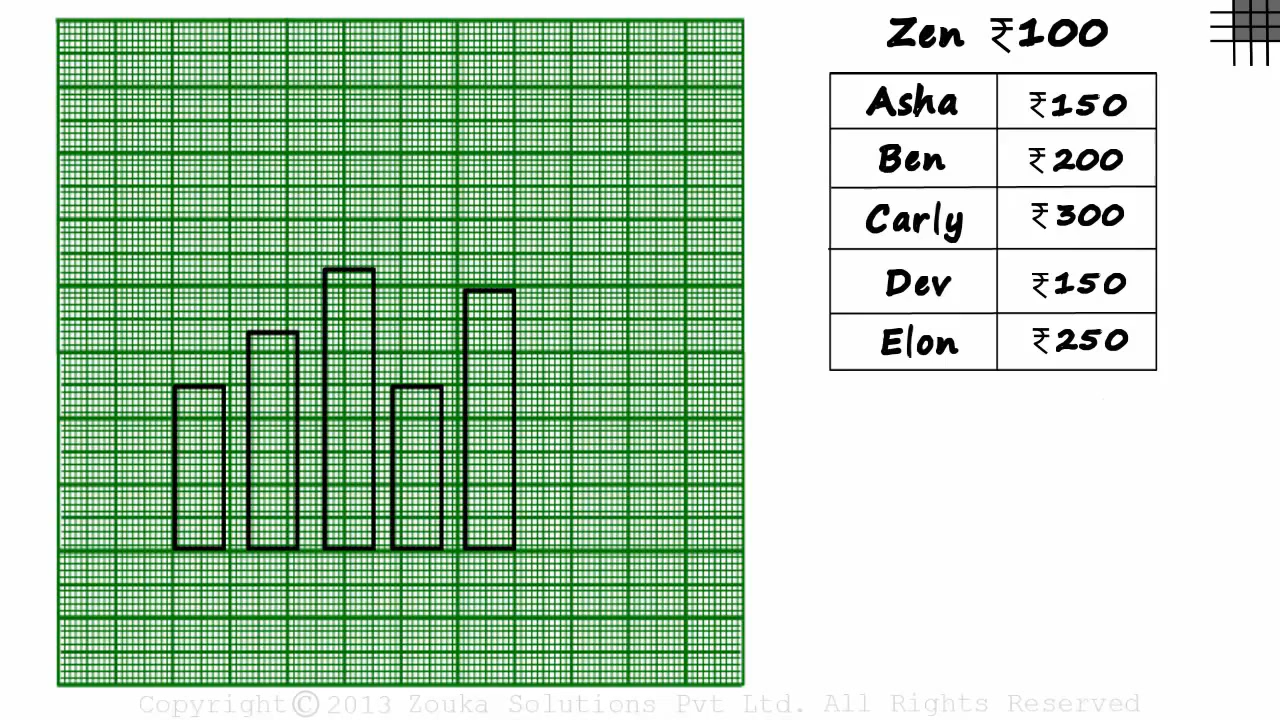 Zen ₹100
Asha ₹150
Ben ₹200
Carly ₹300
Dev ₹150
Elon ₹250
Copyright © 2013 Zouka Solutions Pvt Ltd. All Rights Reserved